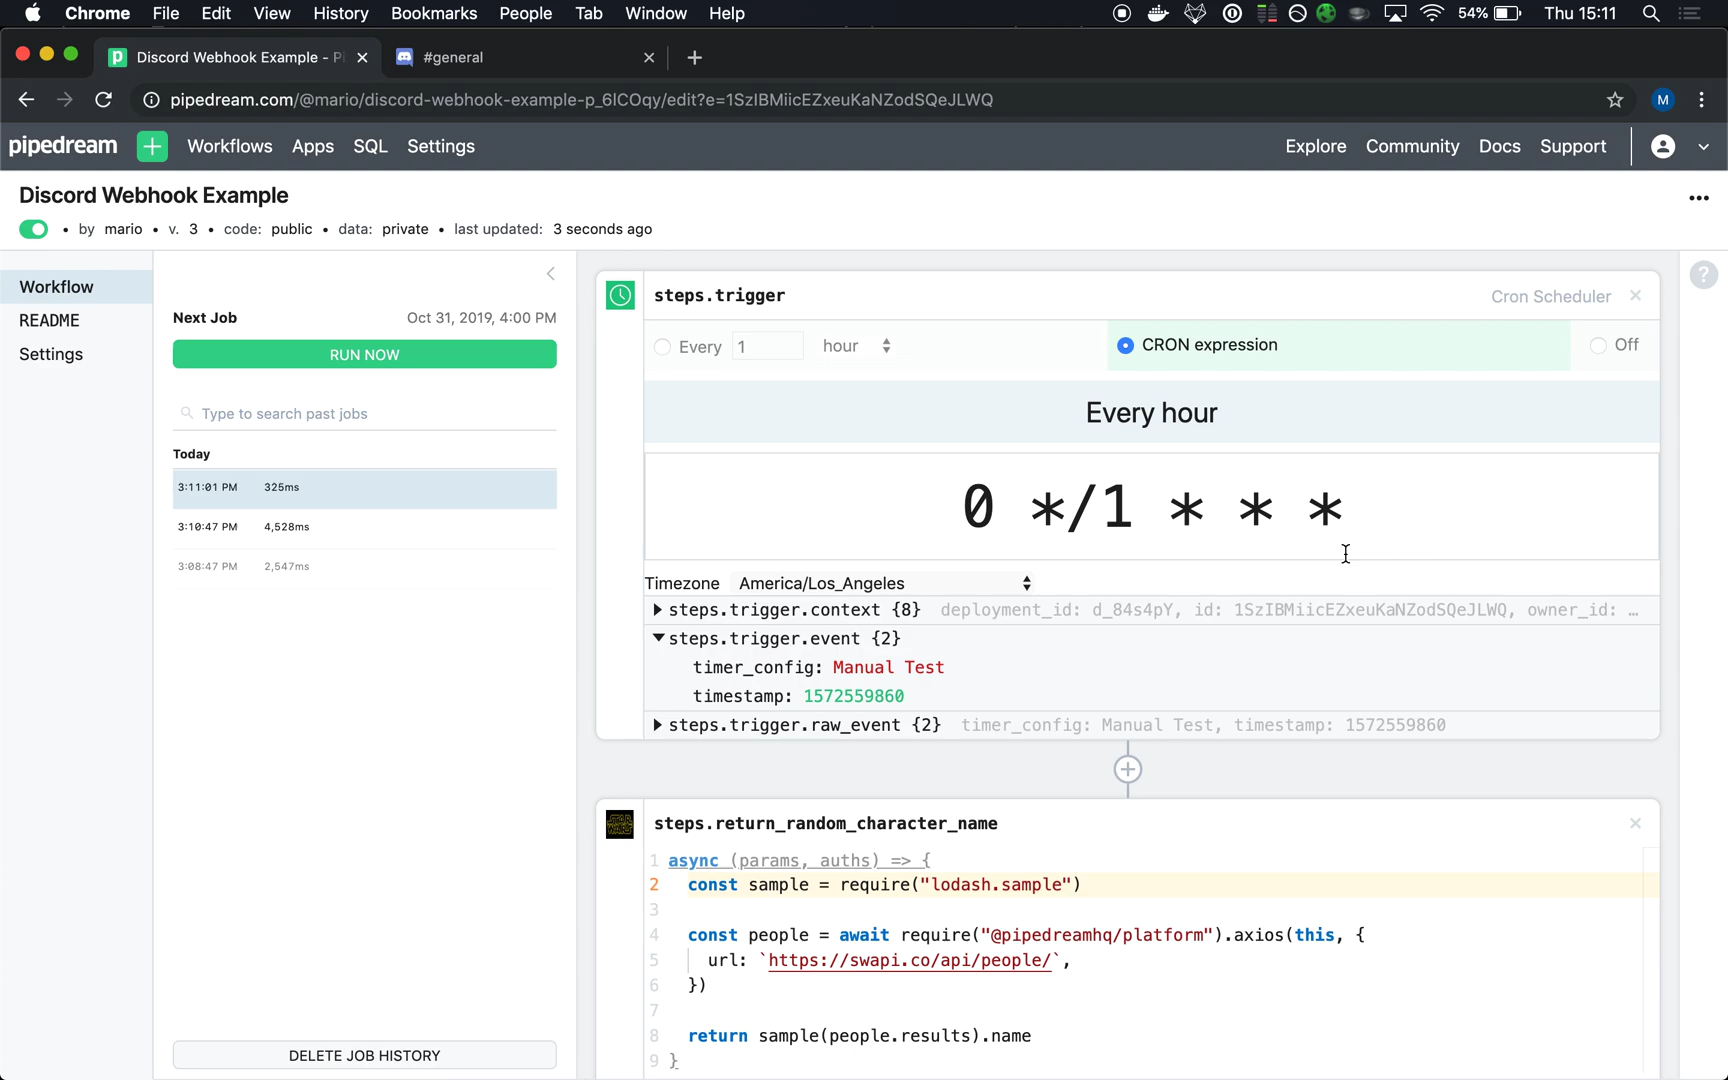 Chrome File Edit View History Bookmarks People Tab Window Help 54% Thu 15:11
Discord Webhook Example - Pi #general
pipedream.com/@mario/discord-webhook-example-p_6lCOqy/edit?e=1SzIBMiicEZxeuKaNZodSQeJLWQ M
pipedream + Workflows Apps SQL Settings Explore Community Docs Support
Discord Webhook Example
• by mario • v. 3 • code: public • data: private • last updated: 3 seconds ago
Workflow
README
Settings
Next Job Oct 31, 2019, 4:00 PM
RUN NOW
Type to search past jobs
Today
3:11:01 PM 325ms
3:10:47 PM 4,528ms
3:08:47 PM 2,547ms
DELETE JOB HISTORY
steps.trigger Cron Scheduler
Every 1 hour CRON expression Off
Every hour
0 */1 * * *
Timezone America/Los_Angeles
steps.trigger.context {8} deployment_id: d_84s4pY, id: 1SzIBMiicEZxeuKaNZodSQeJLWQ, owner_id: …
steps.trigger.event {2}
timer_config: Manual Test
timestamp: 1572559860
steps.trigger.raw_event {2} timer_config: Manual Test, timestamp: 1572559860
STAR WARS
steps.return_random_character_name
1 async (params, auths) => {
2 const sample = require("lodash.sample")
3
4 const people = await require("@pipedreamhq/platform").axios(this, {
5 url: `https://swapi.co/api/people/`,
6 })
7
8 return sample(people.results).name
9 }
?